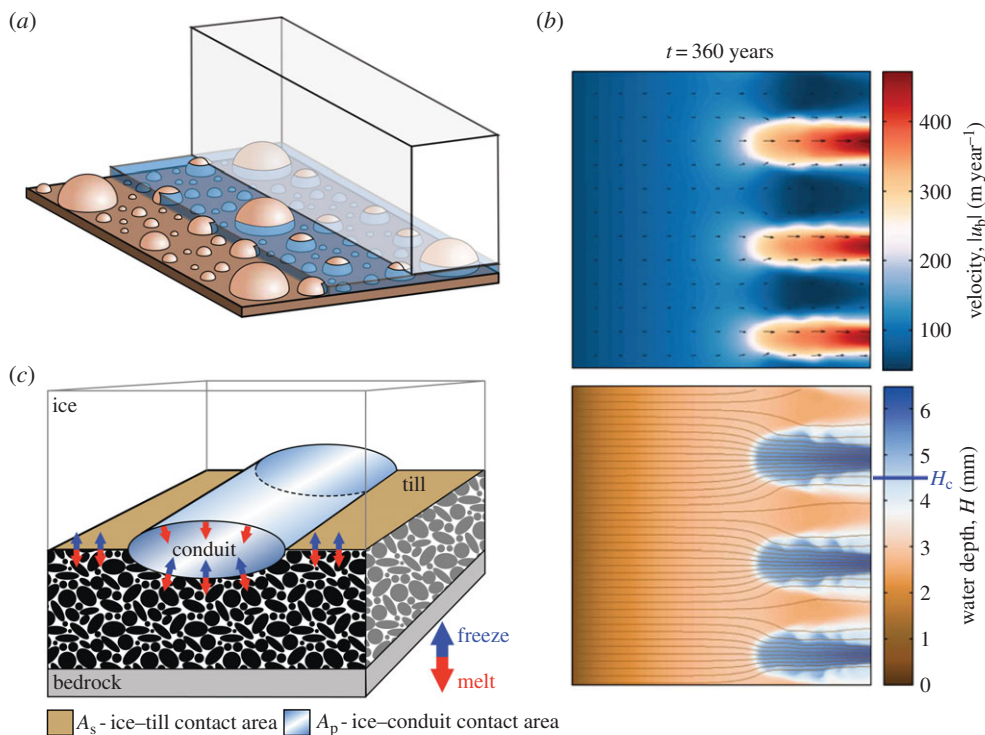 (a)
(b)
t = 360 years
400
300
200
100
velocity, |u_b| (m year⁻¹)
(c)
ice
till
conduit
bedrock
freeze
melt
A_s - ice–till contact area
A_p - ice–conduit contact area
6
5
H_c
4
3
2
1
0
water depth, H (mm)